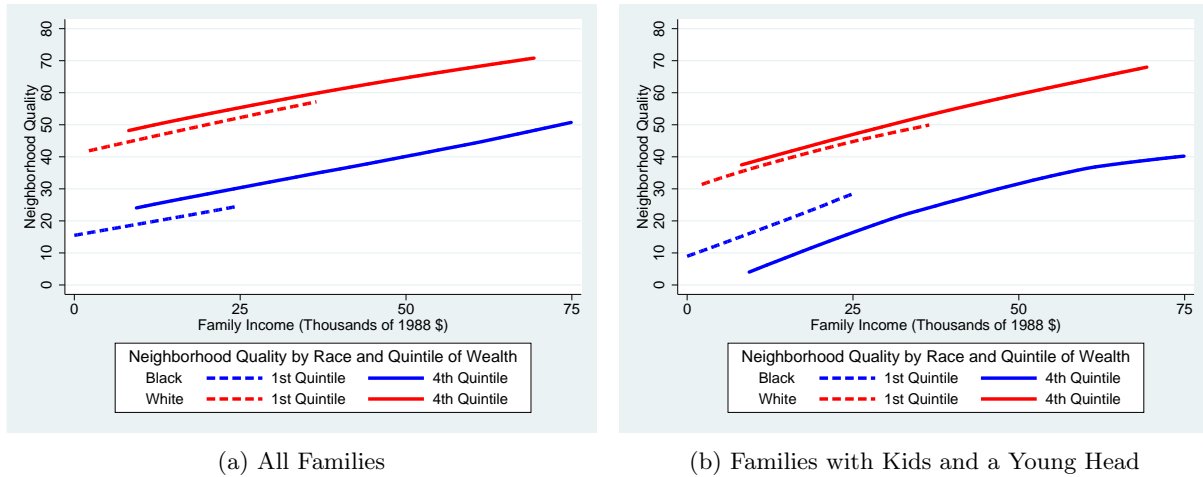 Neighborhood Quality
80
70
60
50
40
30
20
10
0
0 25 50 75
Family Income (Thousands of 1988 $)
Neighborhood Quality by Race and Quintile of Wealth
Black 1st Quintile 4th Quintile
White 1st Quintile 4th Quintile
(a) All Families
Neighborhood Quality
80
70
60
50
40
30
20
10
0
0 25 50 75
Family Income (Thousands of 1988 $)
Neighborhood Quality by Race and Quintile of Wealth
Black 1st Quintile 4th Quintile
White 1st Quintile 4th Quintile
(b) Families with Kids and a Young Head